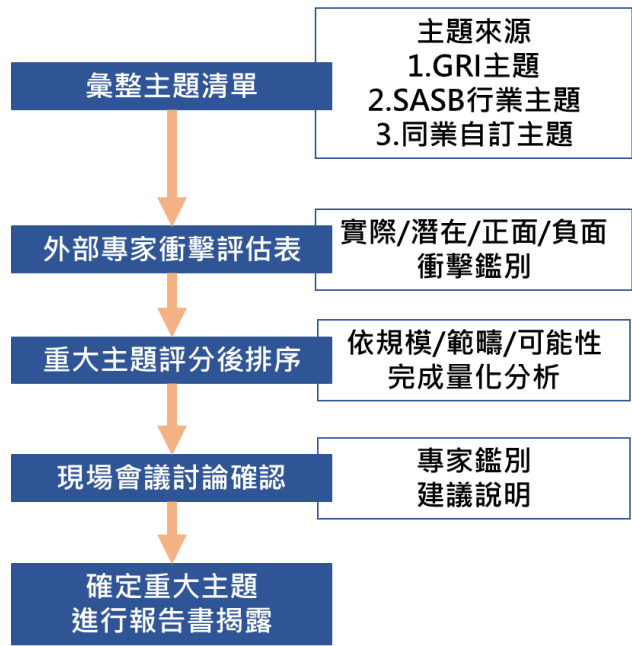 彙整主題清單
主題來源
1.GRI主題
2.SASB行業主題
3.同業自訂主題
外部專家衝擊評估表
實際/潛在/正面/負面
衝擊鑑別
重大主題評分後排序
依規模/範疇/可能性
完成量化分析
現場會議討論確認
專家鑑別
建議說明
確定重大主題
進行報告書揭露